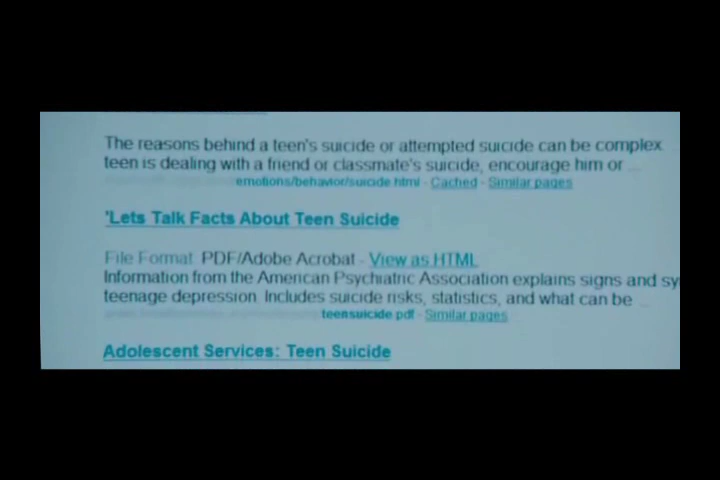 The reasons behind a teen's suicide or attempted suicide can be complex
teen is dealing with a friend or classmate's suicide, encourage him or ...
emotions/behavior/suicide.html - Cached - Similar pages
'Lets Talk Facts About Teen Suicide
File Format PDF/Adobe Acrobat - View as HTML
Information from the American Psychiatric Association explains signs and sy
teenage depression. Includes suicide risks, statistics, and what can be ...
teensuicide.pdf - Similar pages
Adolescent Services: Teen Suicide